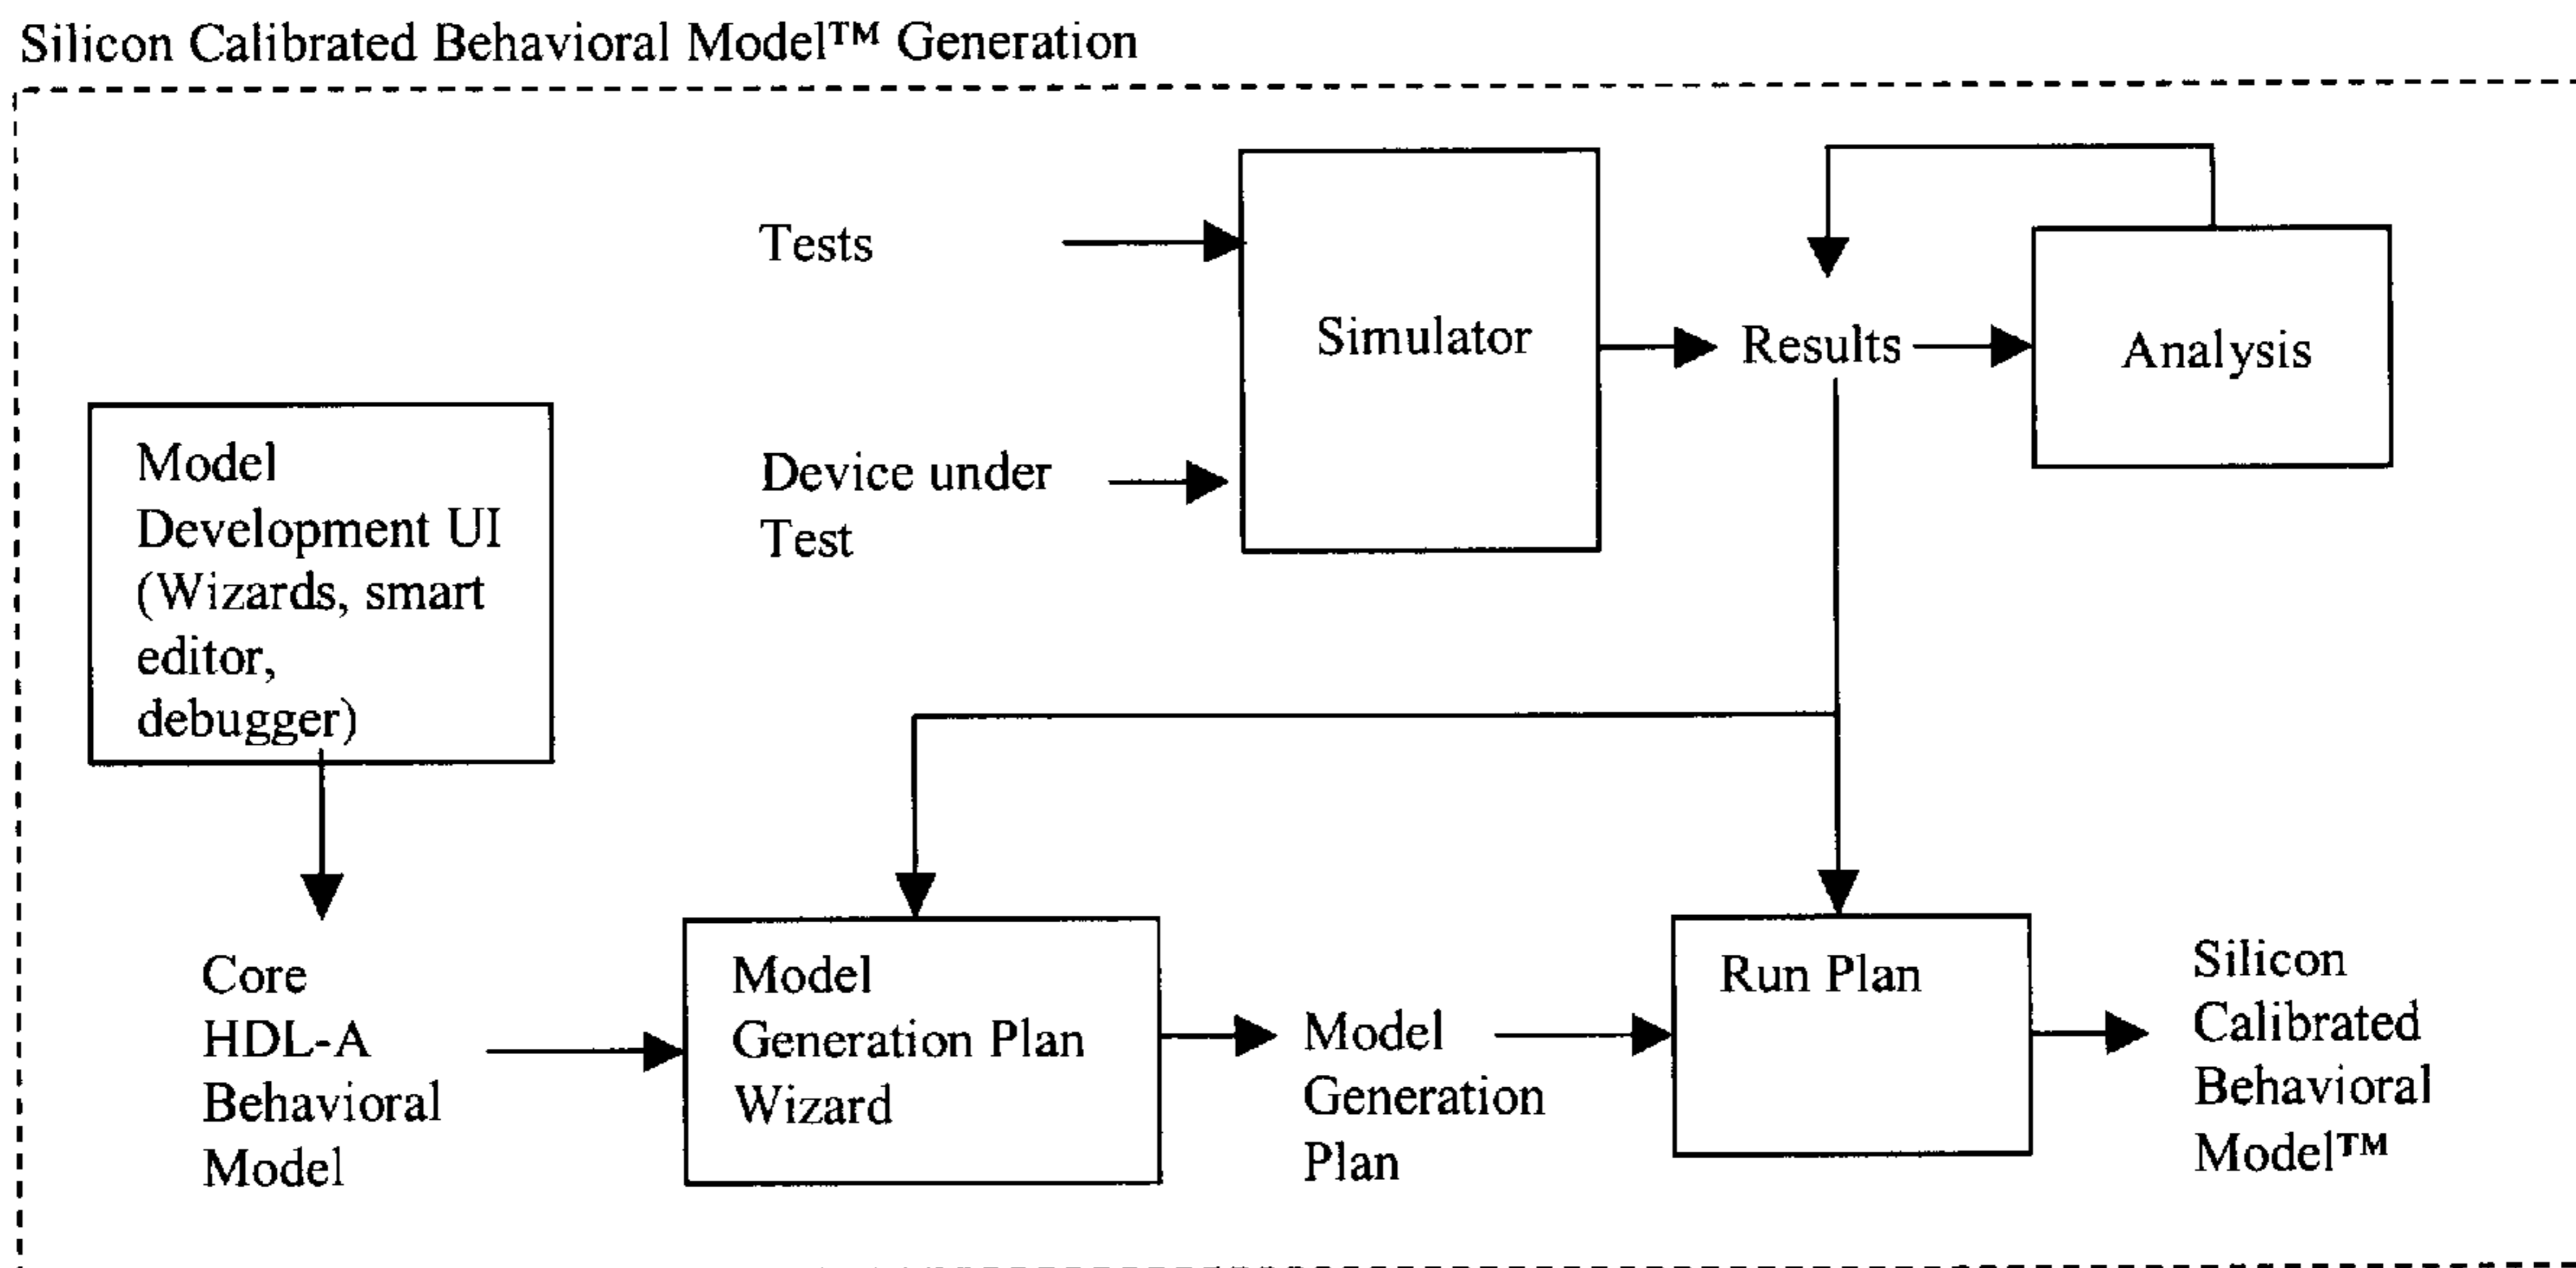 Silicon Calibrated Behavioral Model™ Generation
Tests
Simulator
Results
Analysis
Device under
Test
Model
Development UI
(Wizards, smart
editor,
debugger)
Core
HDL-A
Behavioral
Model
Model
Generation Plan
Wizard
Model
Generation
Plan
Run Plan
Silicon
Calibrated
Behavioral
Model™